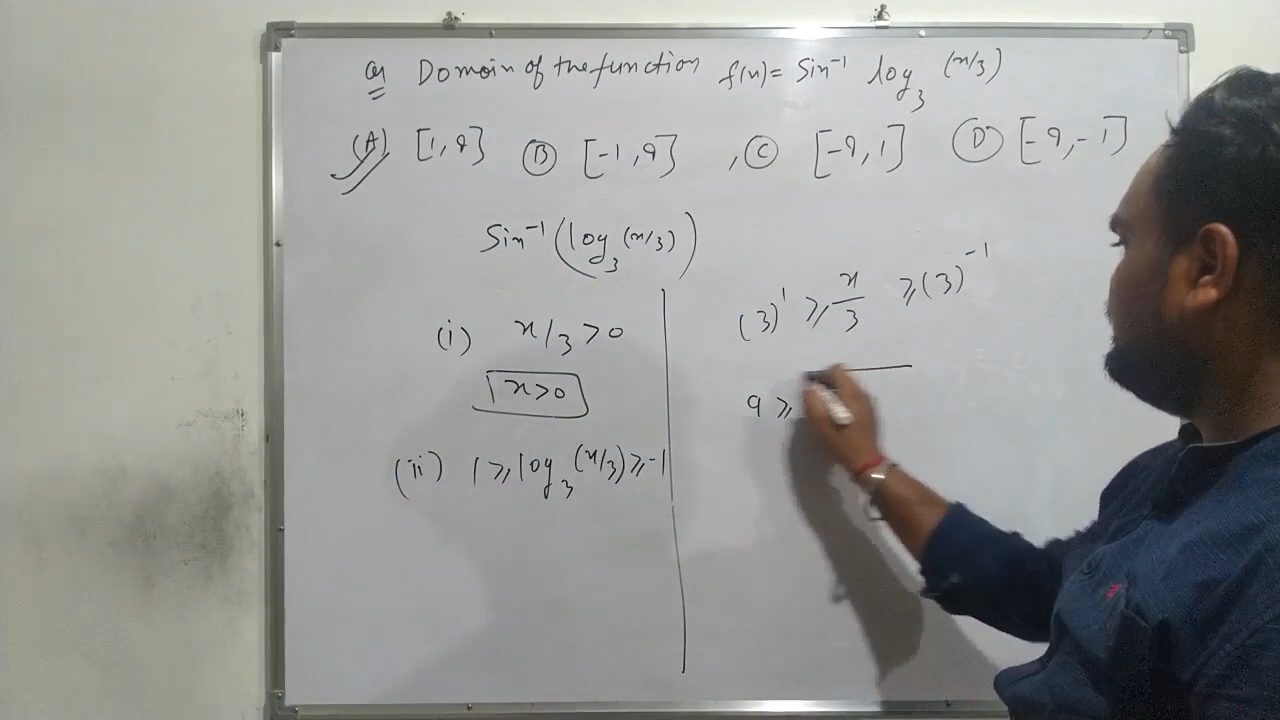 Q Domain of the function f(x) = Sin⁻¹ log₃ (x/3)
(A) [1, 9] (B) [-1, 9] , (C) [-9, 1] (D) [-9, -1]
Sin⁻¹ (log₃ (x/3))
(i) x/3 > 0
x > 0
(ii) 1 ⩾ log₃ (x/3) ⩾ -1
(3)¹ ⩾ x/3 ⩾ (3)⁻¹
9 ⩾